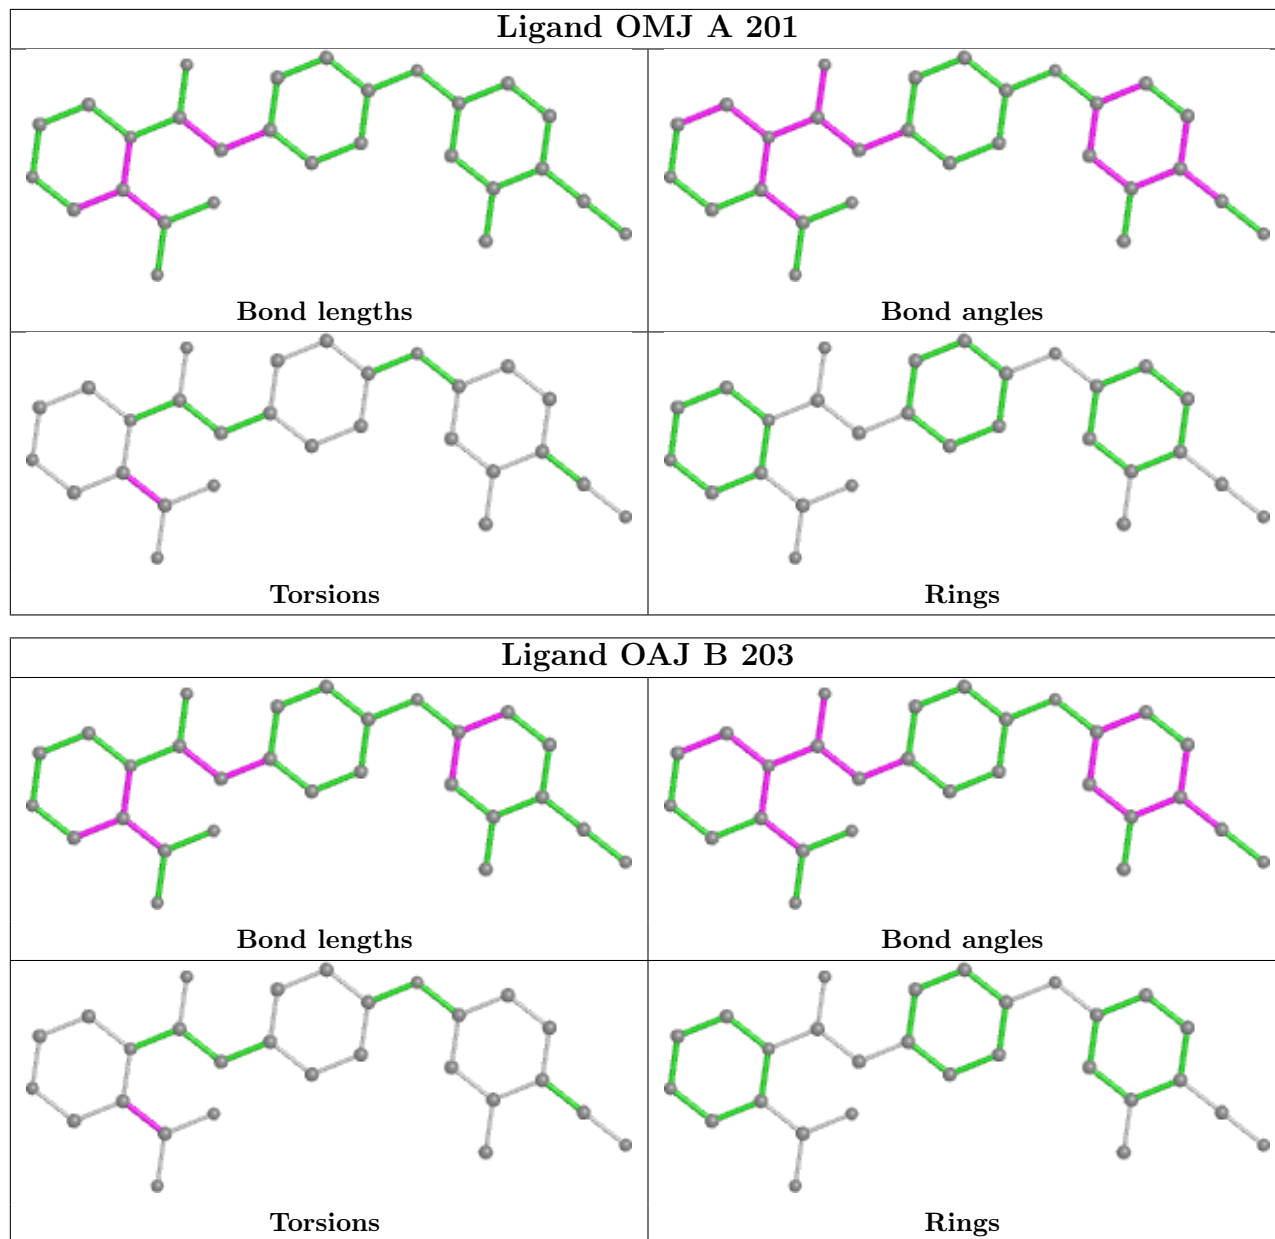 Ligand OMJ A 201
Bond lengths
Bond angles
Torsions
Rings
Ligand OAJ B 203
Bond lengths
Bond angles
Torsions
Rings